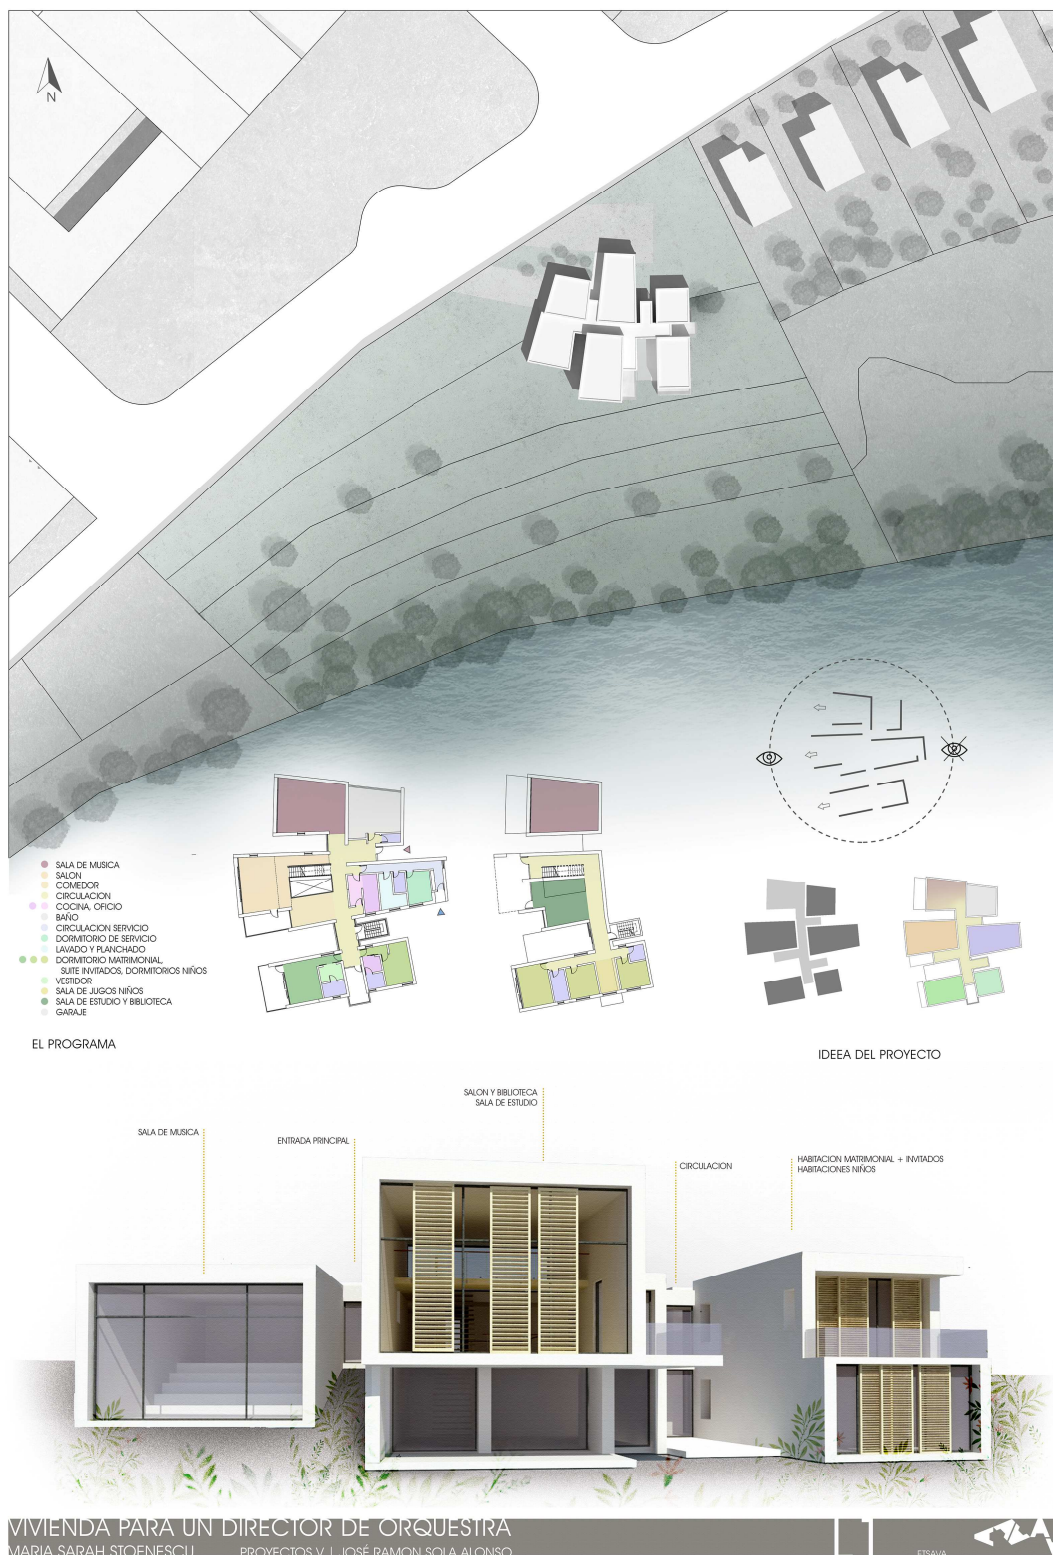 N
SALA DE MUSICA
SALON
COMEDOR
CIRCULACION
COCINA, OFICIO
BAÑO
CIRCULACION SERVICIO
DORMITORIO DE SERVICIO
LAVADO Y PLANCHADO
DORMITORIO MATRIMONIAL,
SUITE INVITADOS, DORMITORIOS NIÑOS
VESTIDOR
SALA DE JUGOS NIÑOS
SALA DE ESTUDIO Y BIBLIOTECA
GARAJE
EL PROGRAMA
IDEEA DEL PROYECTO
SALON Y BIBLIOTECA
SALA DE ESTUDIO
SALA DE MUSICA
ENTRADA PRINCIPAL
CIRCULACION
HABITACION MATRIMONIAL + INVITADOS
HABITACIONES NIÑOS
VIVIENDA PARA UN DIRECTOR DE ORQUESTRA
MARIA SARAH STOENESCU PROYECTOS V | JOSÉ RAMON SOLA ALONSO
ETSAVA